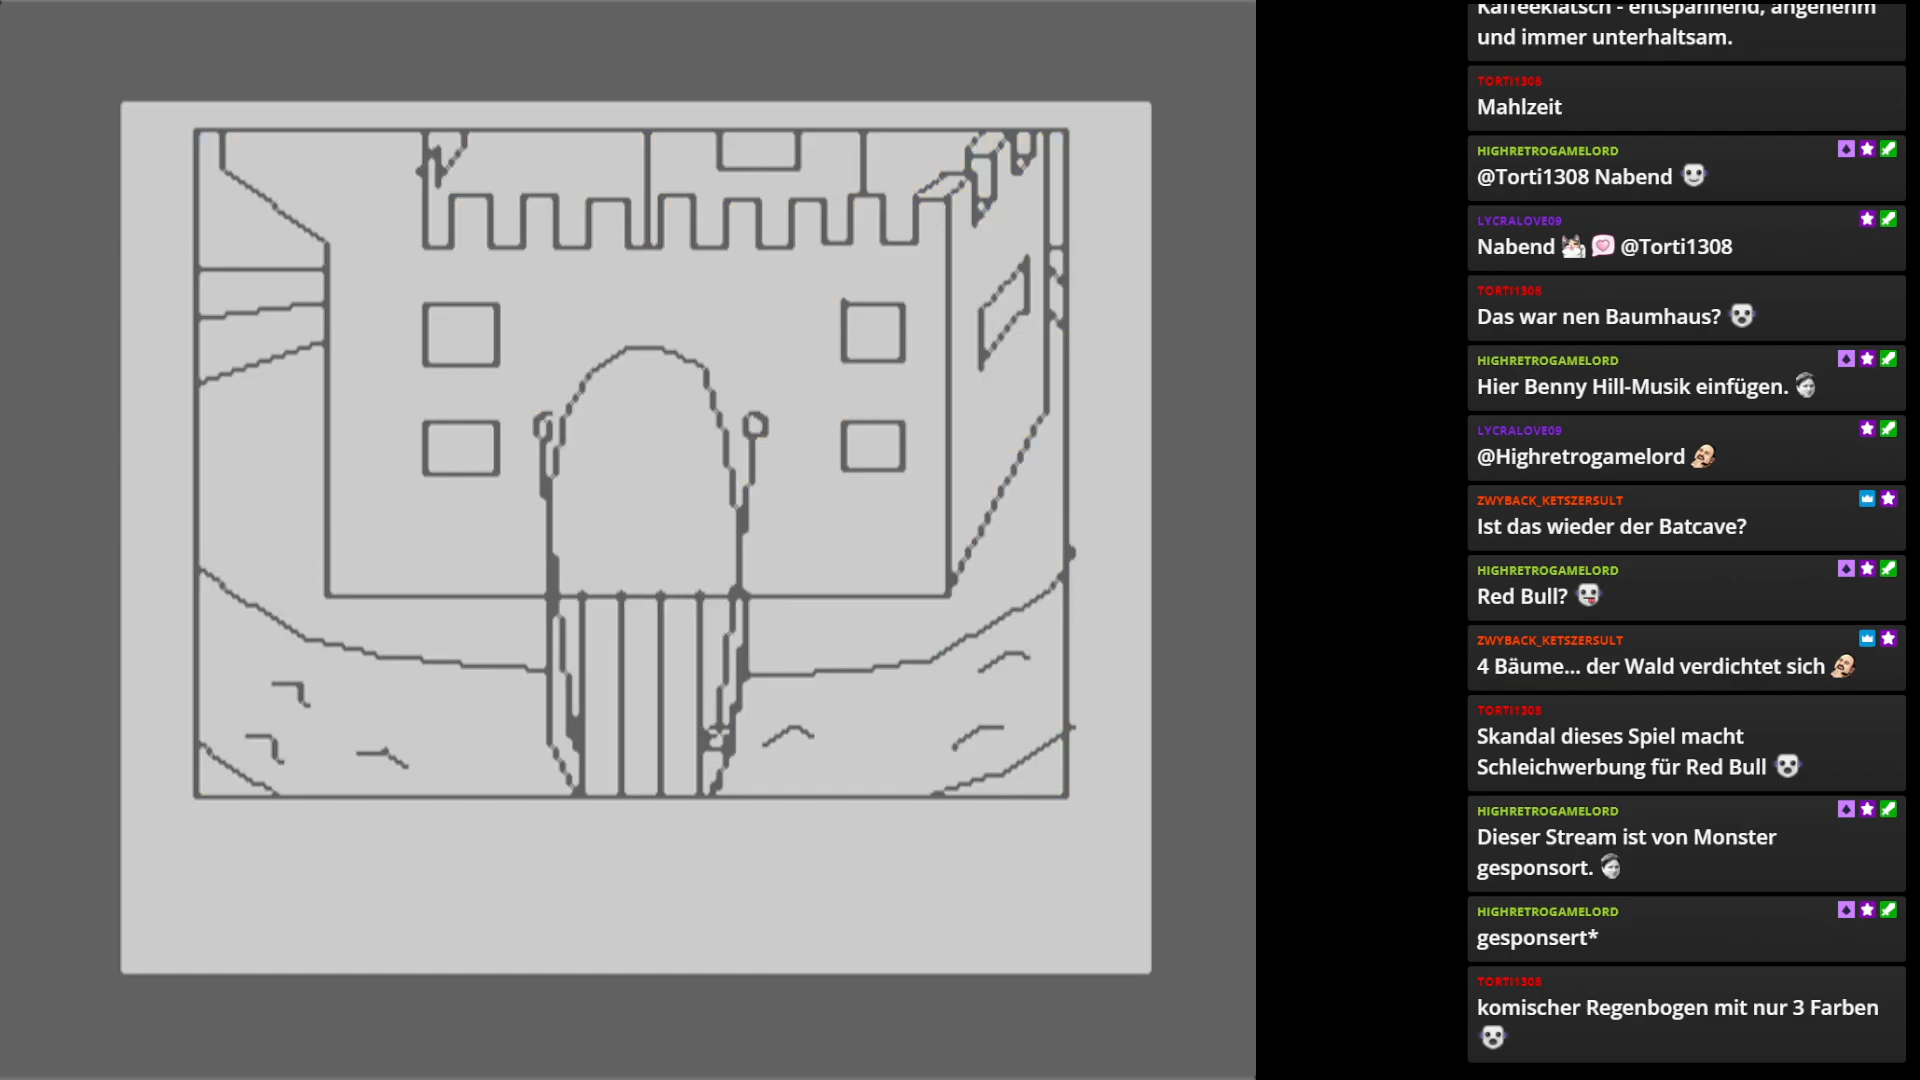 Kaffeeklatsch - entspannend, angenehm
und immer unterhaltsam.
TORTI1308
Mahlzeit
HIGHRETROGAMELORD
@Torti1308 Nabend
LYCRALOVE09
Nabend @Torti1308
TORTI1308
Das war nen Baumhaus?
HIGHRETROGAMELORD
Hier Benny Hill-Musik einfügen.
LYCRALOVE09
@Highretrogamelord
ZWYBACK_KETSZERSULT
Ist das wieder der Batcave?
HIGHRETROGAMELORD
Red Bull?
ZWYBACK_KETSZERSULT
4 Bäume... der Wald verdichtet sich
TORTI1308
Skandal dieses Spiel macht
Schleichwerbung für Red Bull
HIGHRETROGAMELORD
Dieser Stream ist von Monster
gesponsort.
HIGHRETROGAMELORD
gesponsert*
TORTI1308
komischer Regenbogen mit nur 3 Farben